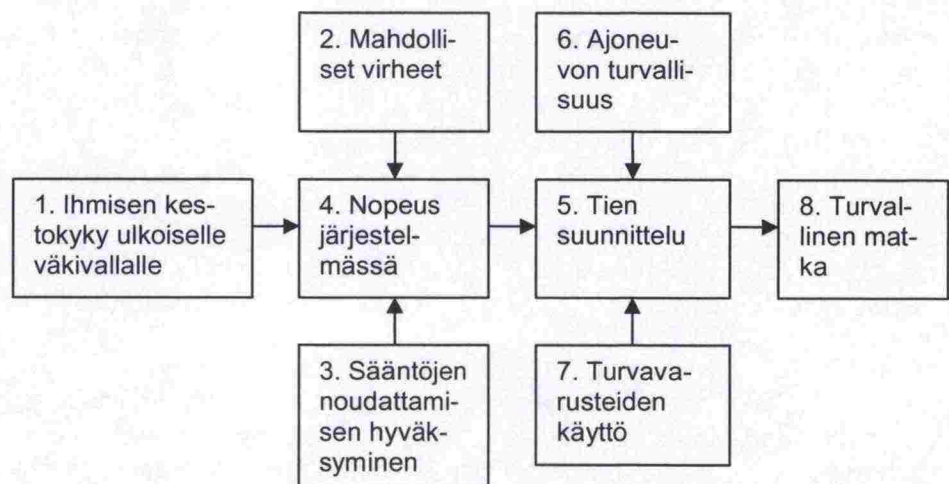 2. Mahdolli-
set virheet
6. Ajoneu-
von turvalli-
suus
1. Ihmisen kes-
tokyky ulkoiselle
väkivallalle
4. Nopeus
järjestel-
mässä
5. Tien
suunnittelu
8. Turval-
linen mat-
ka
3. Sääntöjen
noudattami-
sen hyväk-
syminen
7. Turvava-
rusteiden
käyttö